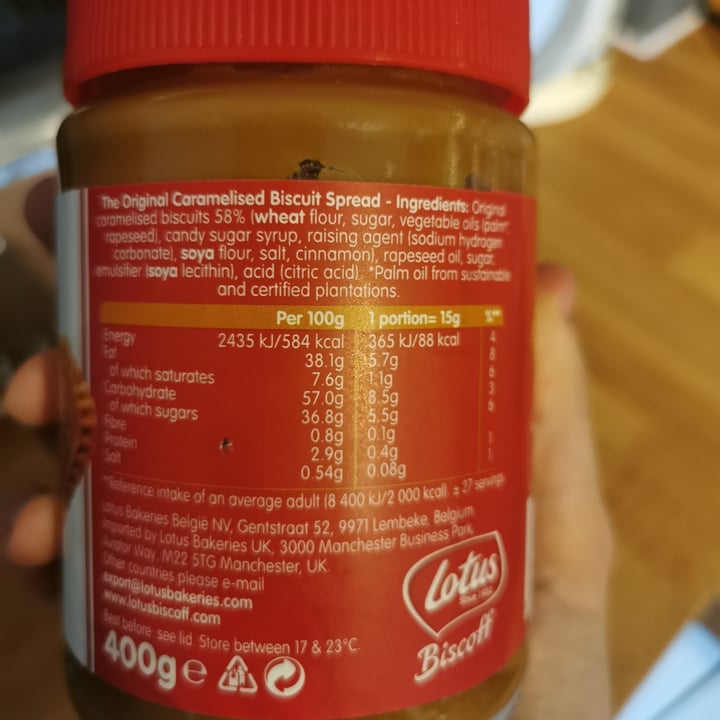 The Original Caramelised Biscuit Spread - Ingredients: Original
caramelised biscuits 58% (wheat flour, sugar, vegetable oils (palm*,
rapeseed), candy sugar syrup, raising agent (sodium hydrogen
carbonate), soya flour, salt, cinnamon), rapeseed oil, sugar,
emulsifier (soya lecithin), acid (citric acid). *Palm oil from sustainable
and certified plantations.
Per 100g 1 portion= 15g %**
Energy 2435 kJ/584 kcal 365 kJ/88 kcal 4
Fat 38.1g 5.7g 8
of which saturates 7.6g 1.1g 6
Carbohydrate 57.0g 8.5g 3
of which sugars 36.8g 5.5g 6
Fibre 0.8g 0.1g
Protein 2.9g 0.4g 1
Salt 0.54g 0.08g 1
**Reference intake of an average adult (8 400 kJ/2 000 kcal). ± 27 servings
Lotus Bakeries België NV, Gentstraat 52, 9971 Lembeke, Belgium.
Imported by Lotus Bakeries UK, 3000 Manchester Business Park,
Aviator Way, M22 5TG Manchester, UK.
Other countries please e-mail
export@lotusbakeries.com
www.lotusbiscoff.com
Best before: see lid. Store between 17 & 23°C.
400g e
Lotus
Since 1932
Biscoff